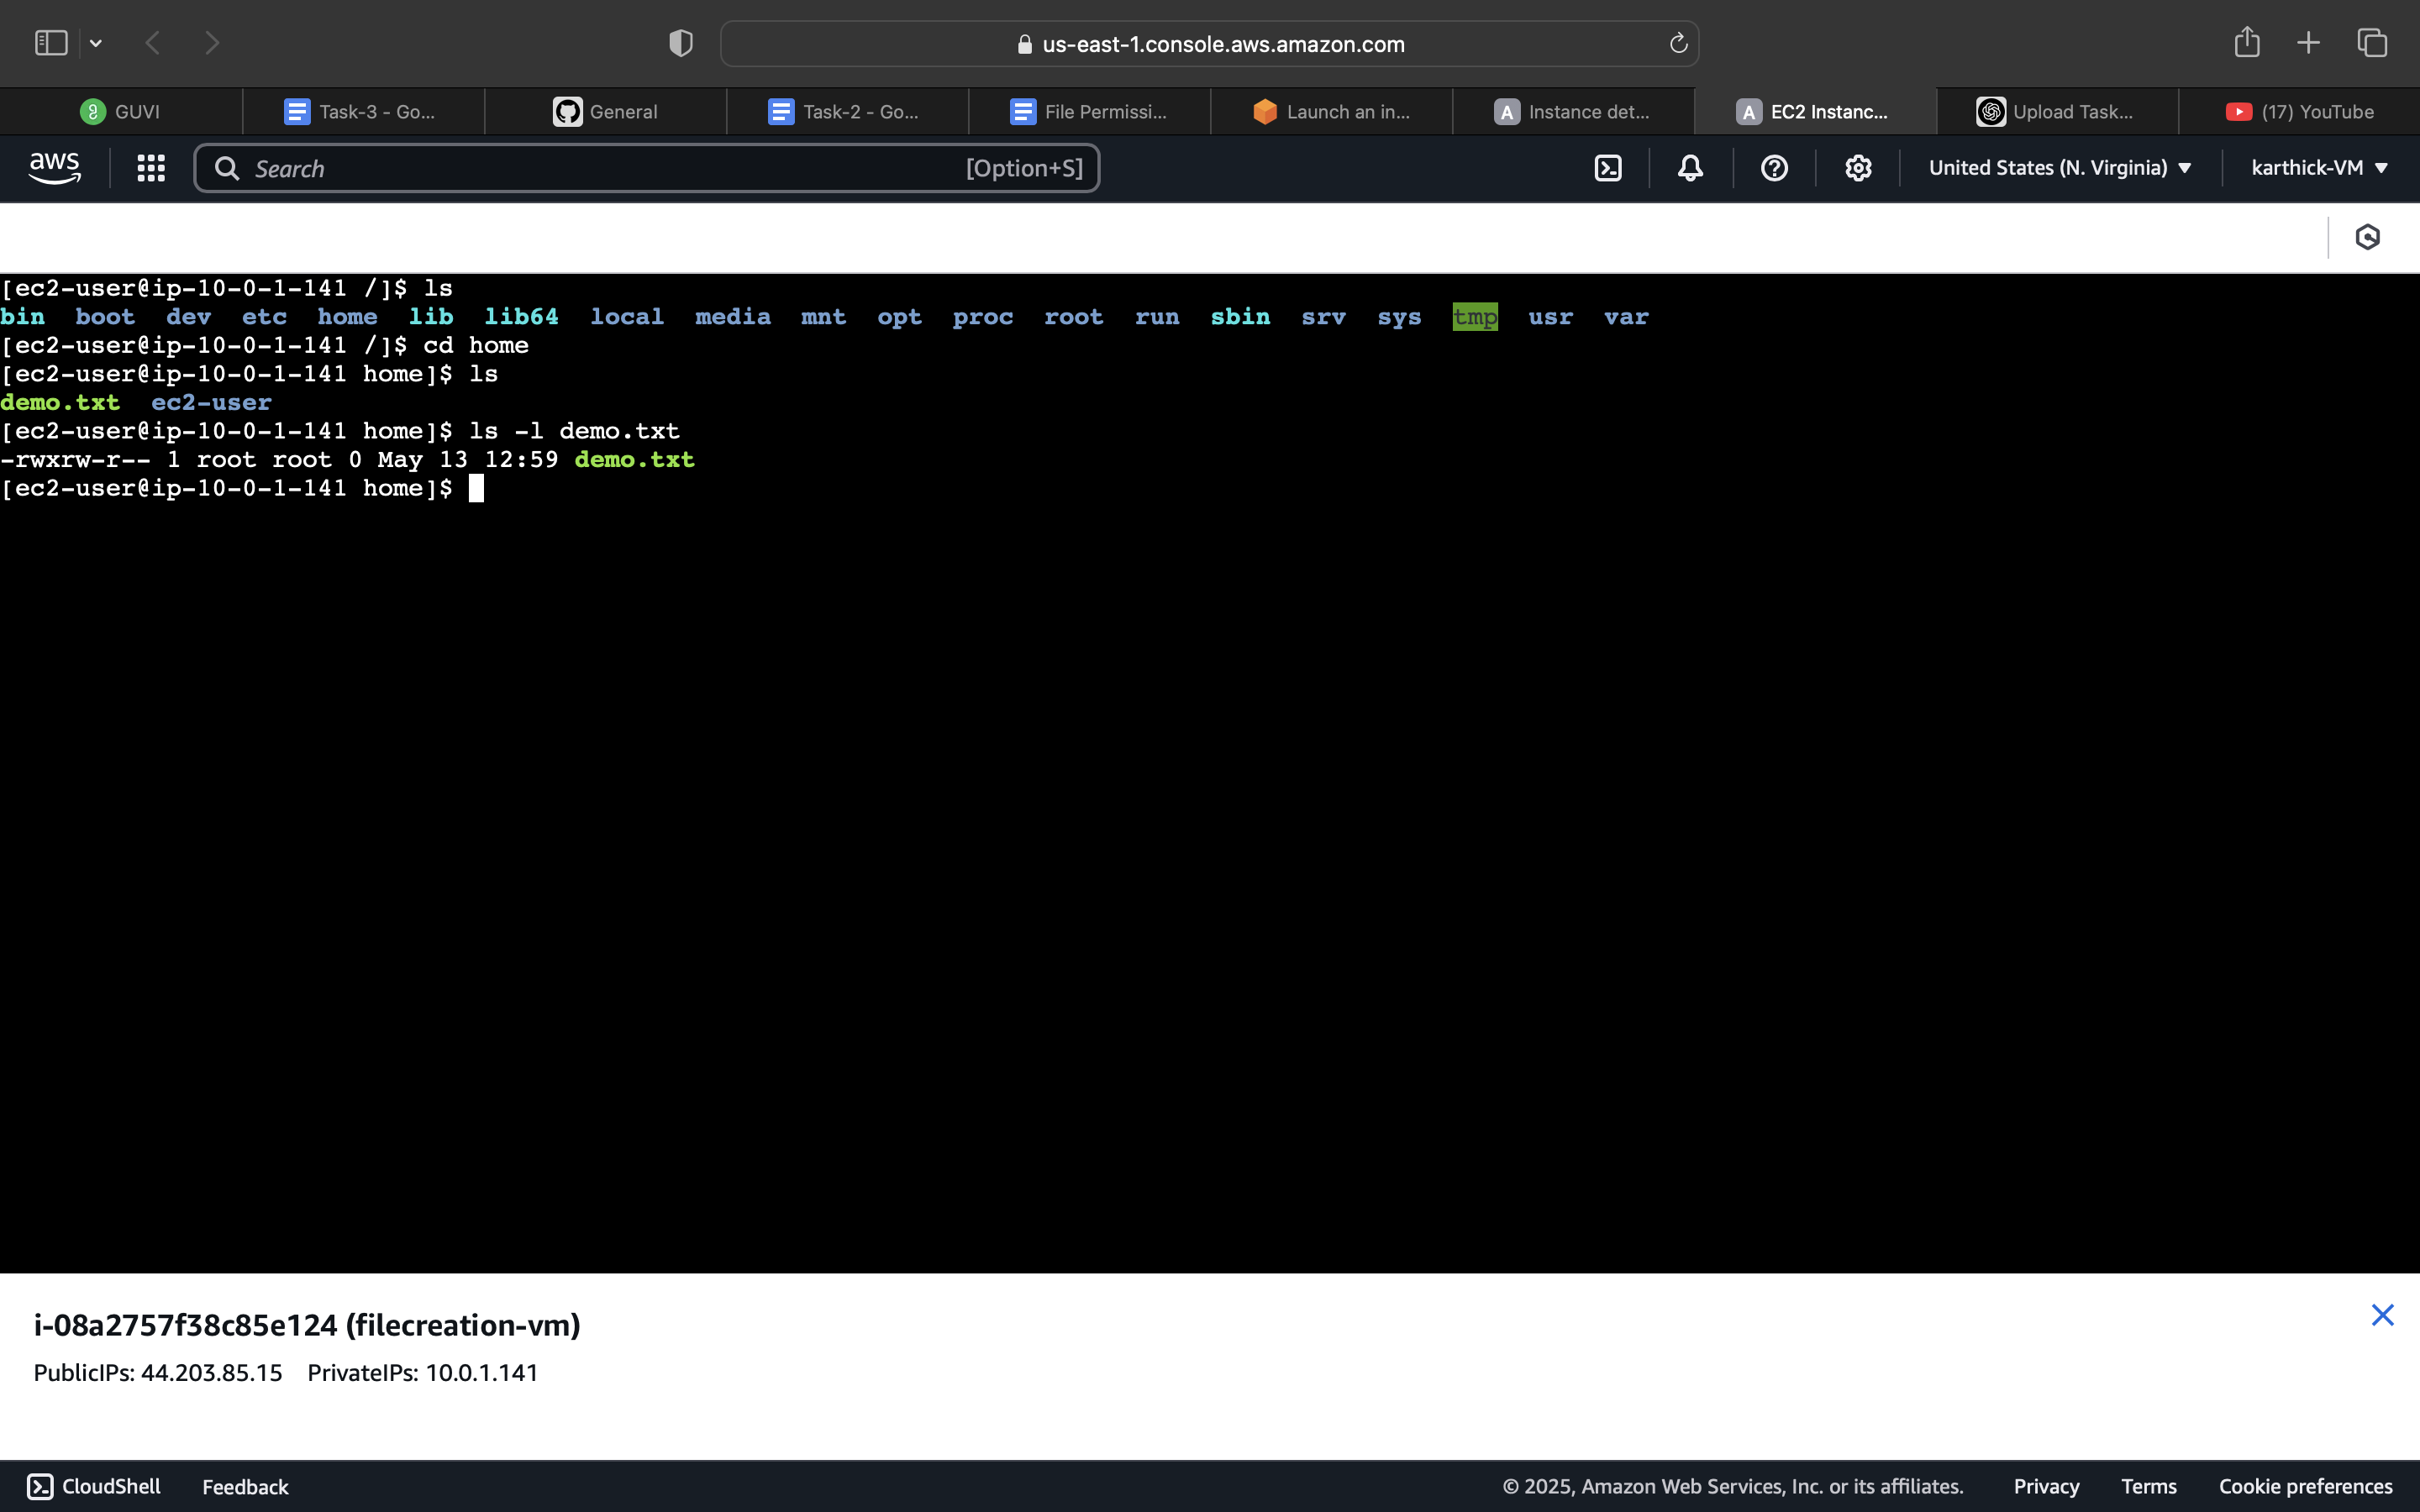 us-east-1.console.aws.amazon.com
GUVI
Task-3 - Go...
General
Task-2 - Go...
File Permissi...
Launch an in...
A
Instance det...
A
EC2 Instanc...
Upload Task...
(17) YouTube
aws
Search
[Option+S]
United States (N. Virginia)
karthick-VM
[ec2-user@ip-10-0-1-141 /]$ ls
bin boot dev etc home lib lib64 local media mnt opt proc root run sbin srv sys tmp usr var
[ec2-user@ip-10-0-1-141 /]$ cd home
[ec2-user@ip-10-0-1-141 home]$ ls
demo.txt ec2-user
[ec2-user@ip-10-0-1-141 home]$ ls -l demo.txt
-rwxrw-r-- 1 root root 0 May 13 12:59 demo.txt
[ec2-user@ip-10-0-1-141 home]$
i-08a2757f38c85e124 (filecreation-vm)
PublicIPs: 44.203.85.15 PrivateIPs: 10.0.1.141
CloudShell
Feedback
© 2025, Amazon Web Services, Inc. or its affiliates.
Privacy
Terms
Cookie preferences